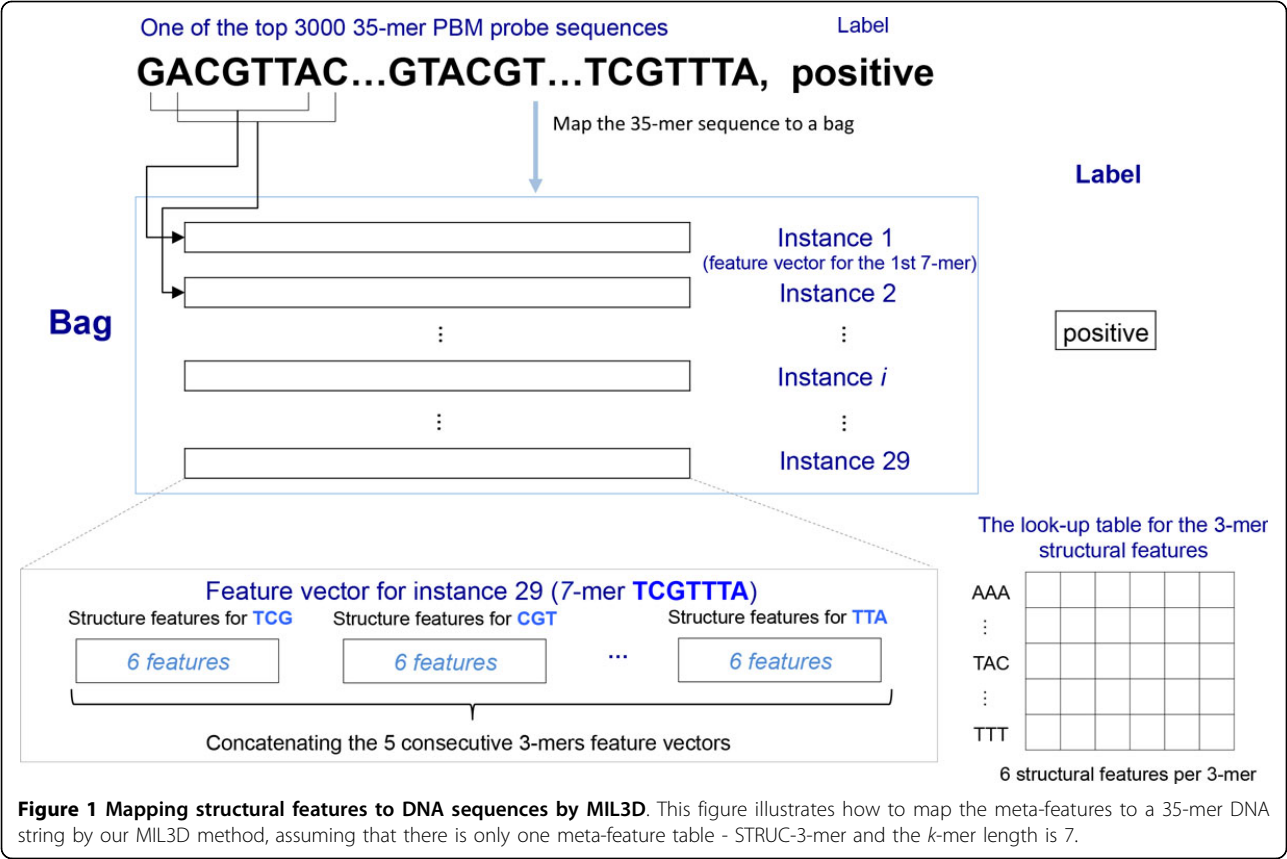 One of the top 3000 35-mer PBM probe sequences
Label
GACGTTAC...GTACGT...TCGTTTA, positive
Map the 35-mer sequence to a bag
Label
Instance 1
(feature vector for the 1st 7-mer)
Instance 2
Bag
⋮
⋮
positive
Instance i
⋮
⋮
Instance 29
The look-up table for the 3-mer
structural features
Feature vector for instance 29 (7-mer TCGTTTA)
Structure features for TCG
Structure features for CGT
Structure features for TTA
6 features
6 features
...
6 features
Concatenating the 5 consecutive 3-mers feature vectors
AAA
⋮
TAC
⋮
TTT
6 structural features per 3-mer
Figure 1 Mapping structural features to DNA sequences by MIL3D. This figure illustrates how to map the meta-features to a 35-mer DNA
string by our MIL3D method, assuming that there is only one meta-feature table - STRUC-3-mer and the k-mer length is 7.